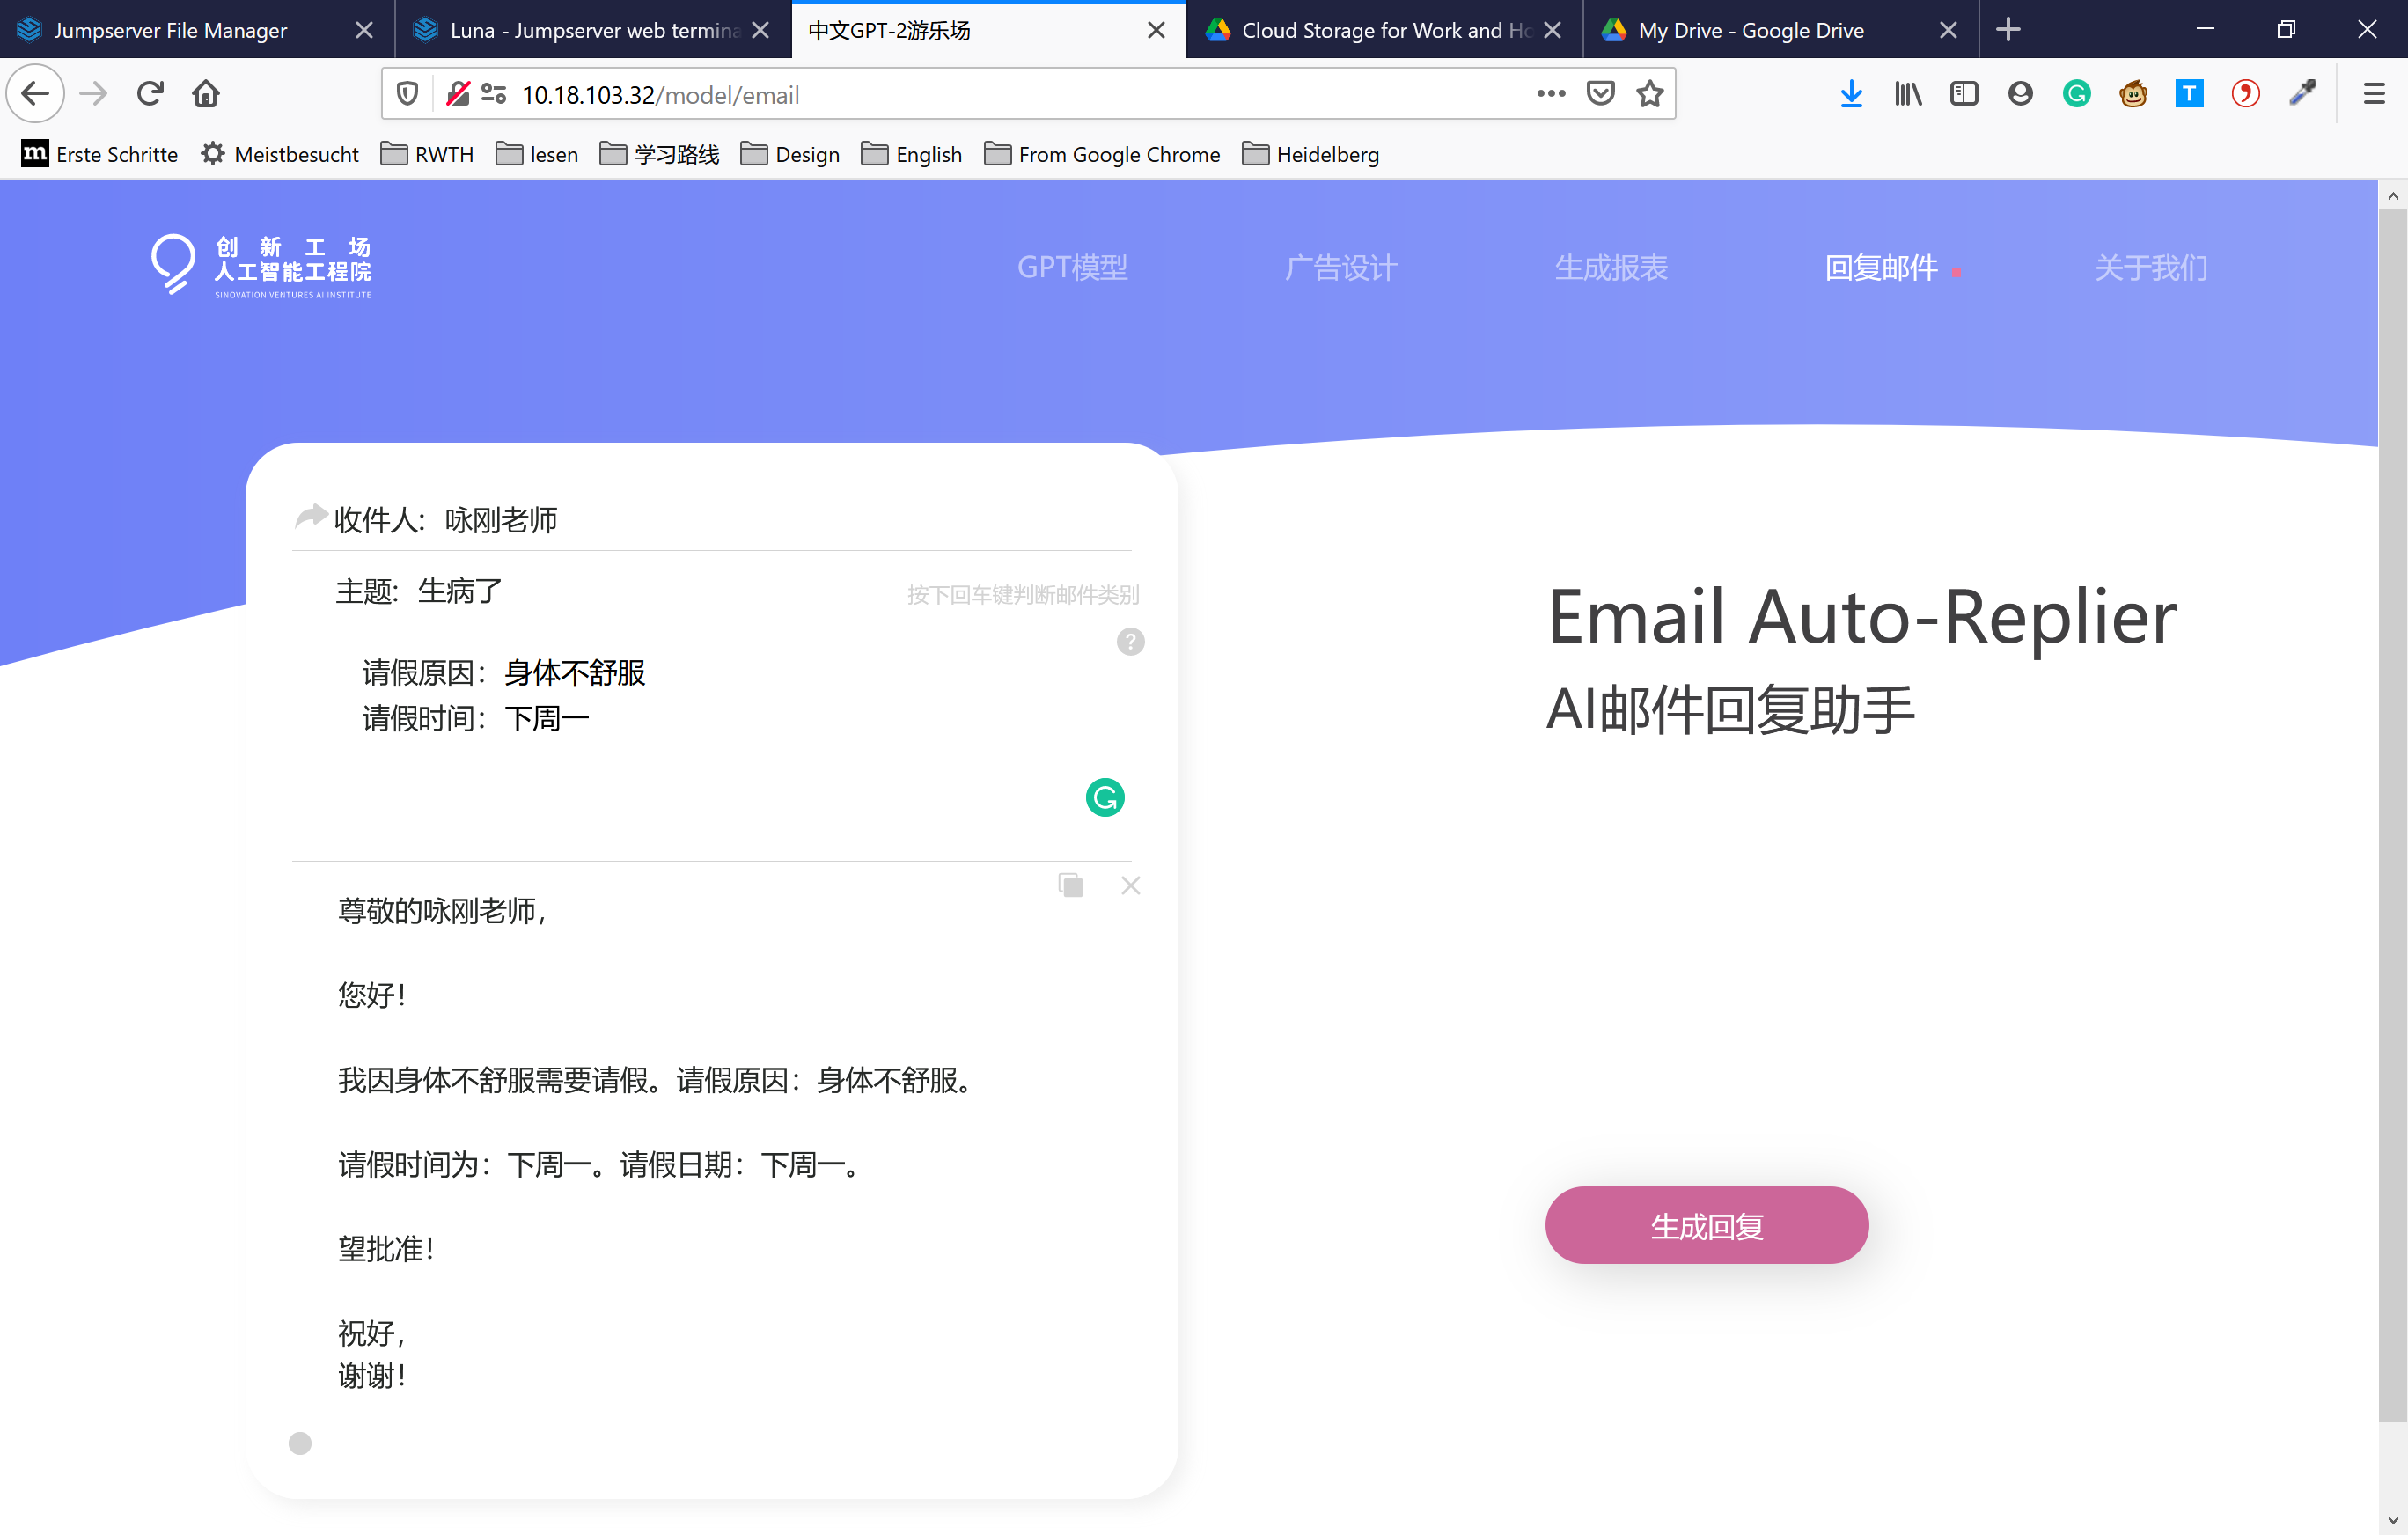 Jumpserver File Manager
Luna - Jumpserver web termina
中文GPT-2游乐场
Cloud Storage for Work and Ho
My Drive - Google Drive
10.18.103.32/model/email
T
m Erste Schritte
Meistbesucht
RWTH
lesen
学习路线
Design
English
From Google Chrome
Heidelberg
创新工场
人工智能工程院
SINOVATION VENTURES AI INSTITUTE
GPT模型
广告设计
生成报表
回复邮件
关于我们
收件人: 咏刚老师
主题: 生病了
按下回车键判断邮件类别
?
请假原因：身体不舒服
请假时间：下周一
Email Auto-Replier
AI邮件回复助手
尊敬的咏刚老师，
您好！
我因身体不舒服需要请假。请假原因：身体不舒服。
请假时间为：下周一。请假日期：下周一。
望批准！
祝好，
谢谢！
生成回复